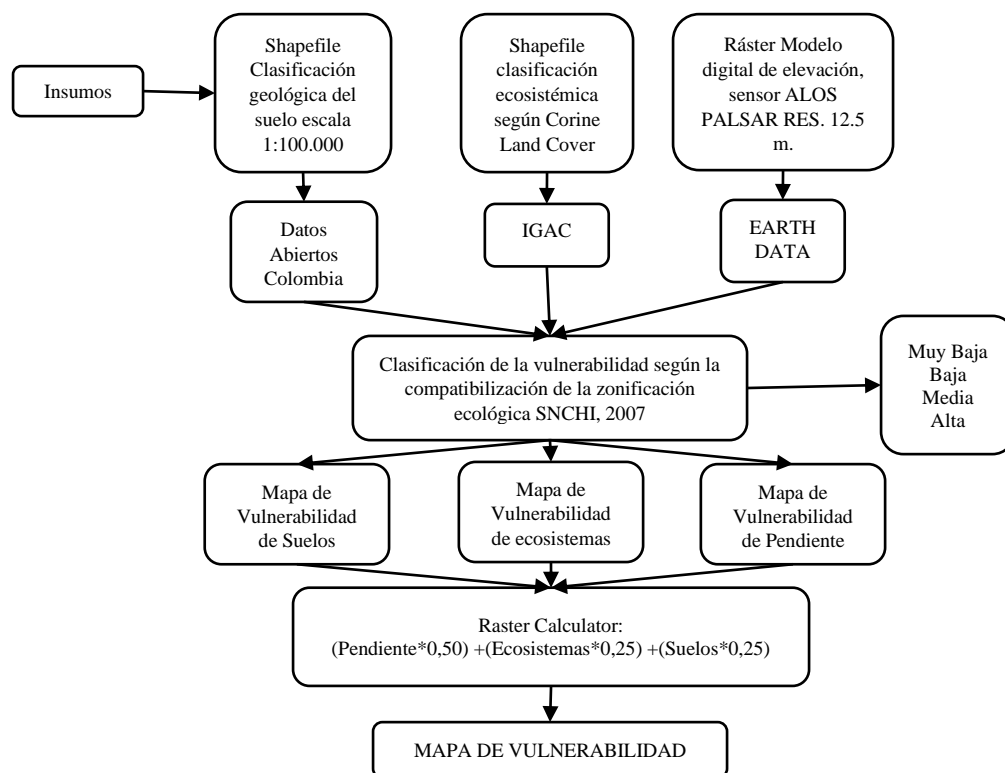 Insumos
Shapefile
Clasificación
geológica del
suelo escala
1:100.000
Shapefile
clasificación
ecosistémica
según Corine
Land Cover
Ráster Modelo
digital de elevación,
sensor ALOS
PALSAR RES. 12.5
m.
Datos
Abiertos
Colombia
IGAC
EARTH
DATA
Clasificación de la vulnerabilidad según la
compatibilización de la zonificación
ecológica SNCHI, 2007
Muy Baja
Baja
Media
Alta
Mapa de
Vulnerabilidad
de Suelos
Mapa de
Vulnerabilidad
de ecosistemas
Mapa de
Vulnerabilidad
de Pendiente
Raster Calculator:
(Pendiente*0,50) +(Ecosistemas*0,25) +(Suelos*0,25)
MAPA DE VULNERABILIDAD